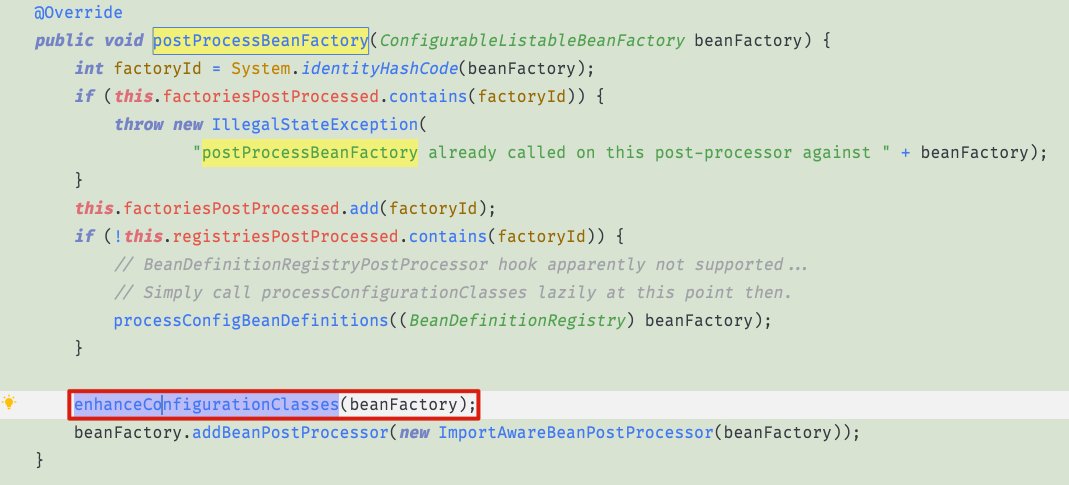 @Override
public void postProcessBeanFactory(ConfigurableListableBeanFactory beanFactory) {
int factoryId = System.identityHashCode(beanFactory);
if (this.factoriesPostProcessed.contains(factoryId)) {
throw new IllegalStateException(
"postProcessBeanFactory already called on this post-processor against " + beanFactory);
}
this.factoriesPostProcessed.add(factoryId);
if (!this.registriesPostProcessed.contains(factoryId)) {
// BeanDefinitionRegistryPostProcessor hook apparently not supported...
// Simply call processConfigurationClasses lazily at this point then.
processConfigBeanDefinitions((BeanDefinitionRegistry) beanFactory);
}
enhanceConfigurationClasses(beanFactory);
beanFactory.addBeanPostProcessor(new ImportAwareBeanPostProcessor(beanFactory));
}